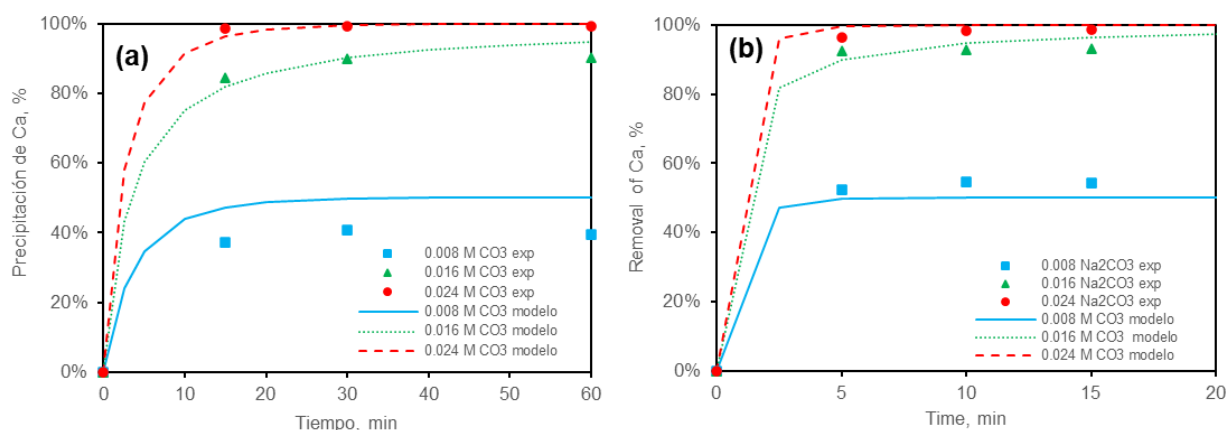 (a)
Precipitación de Ca, %
100%
80%
60%
40%
20%
0%
0
10
20
30
40
50
60
Tiempo, min
0.008 M CO3 exp
0.016 M CO3 exp
0.024 M CO3 exp
0.008 M CO3 modelo
0.016 M CO3 modelo
0.024 M CO3 modelo
(b)
Removal of Ca, %
100%
80%
60%
40%
20%
0%
0
5
10
15
20
Time, min
0.008 Na2CO3 exp
0.016 Na2CO3 exp
0.024 Na2CO3 exp
0.008 M CO3 modelo
0.016 M CO3 modelo
0.024 M CO3 modelo